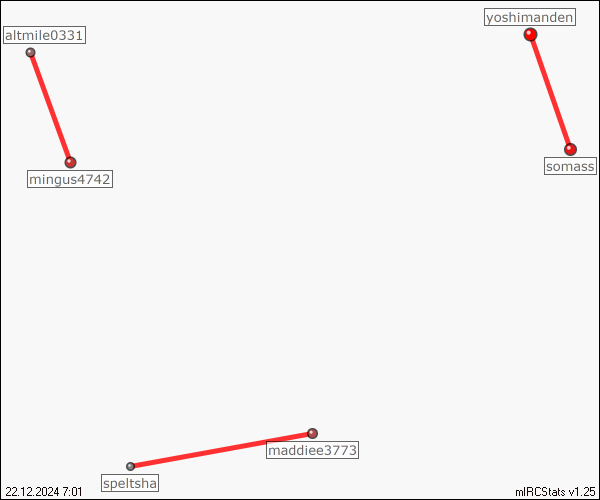 yoshimanden
altmile0331
somass
mingus4742
maddiee3773
speltsha
22.12.2024 7:01
mIRCStats v1.25